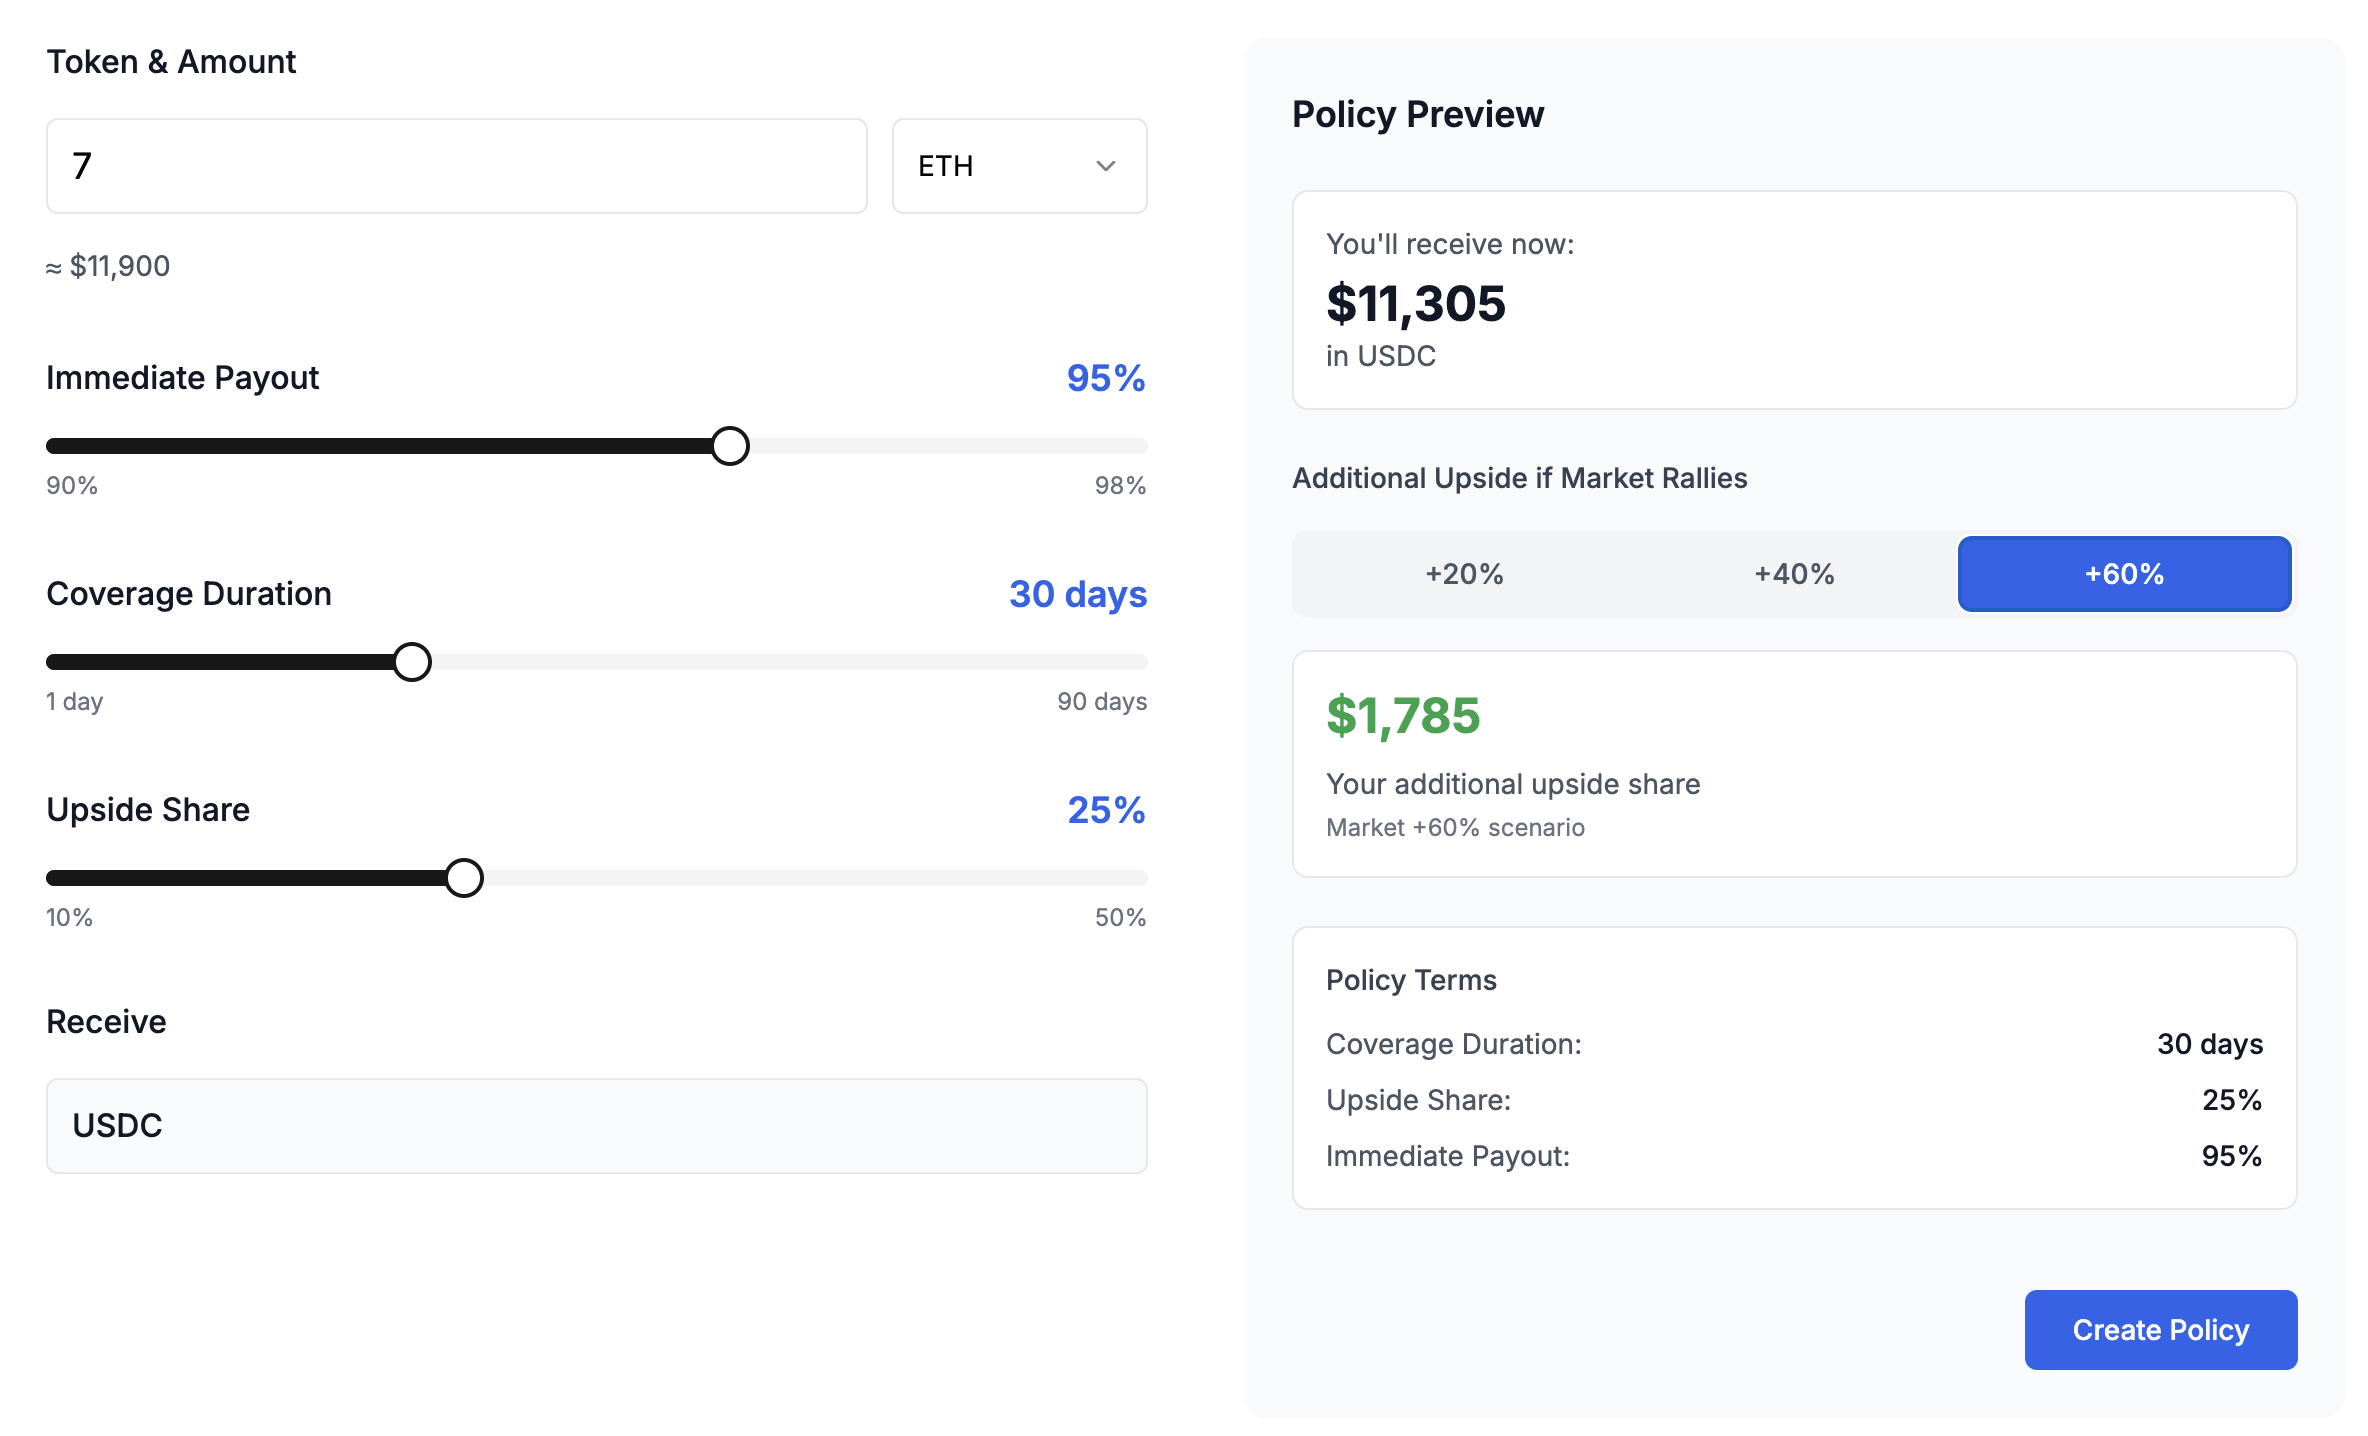 Token & Amount
7
ETH
≈ $11,900
Immediate Payout
95%
90%
98%
Coverage Duration
30 days
1 day
90 days
Upside Share
25%
10%
50%
Receive
USDC
Policy Preview
You'll receive now:
$11,305
in USDC
Additional Upside if Market Rallies
+20%
+40%
+60%
$1,785
Your additional upside share
Market +60% scenario
Policy Terms
Coverage Duration:
30 days
Upside Share:
25%
Immediate Payout:
95%
Create Policy